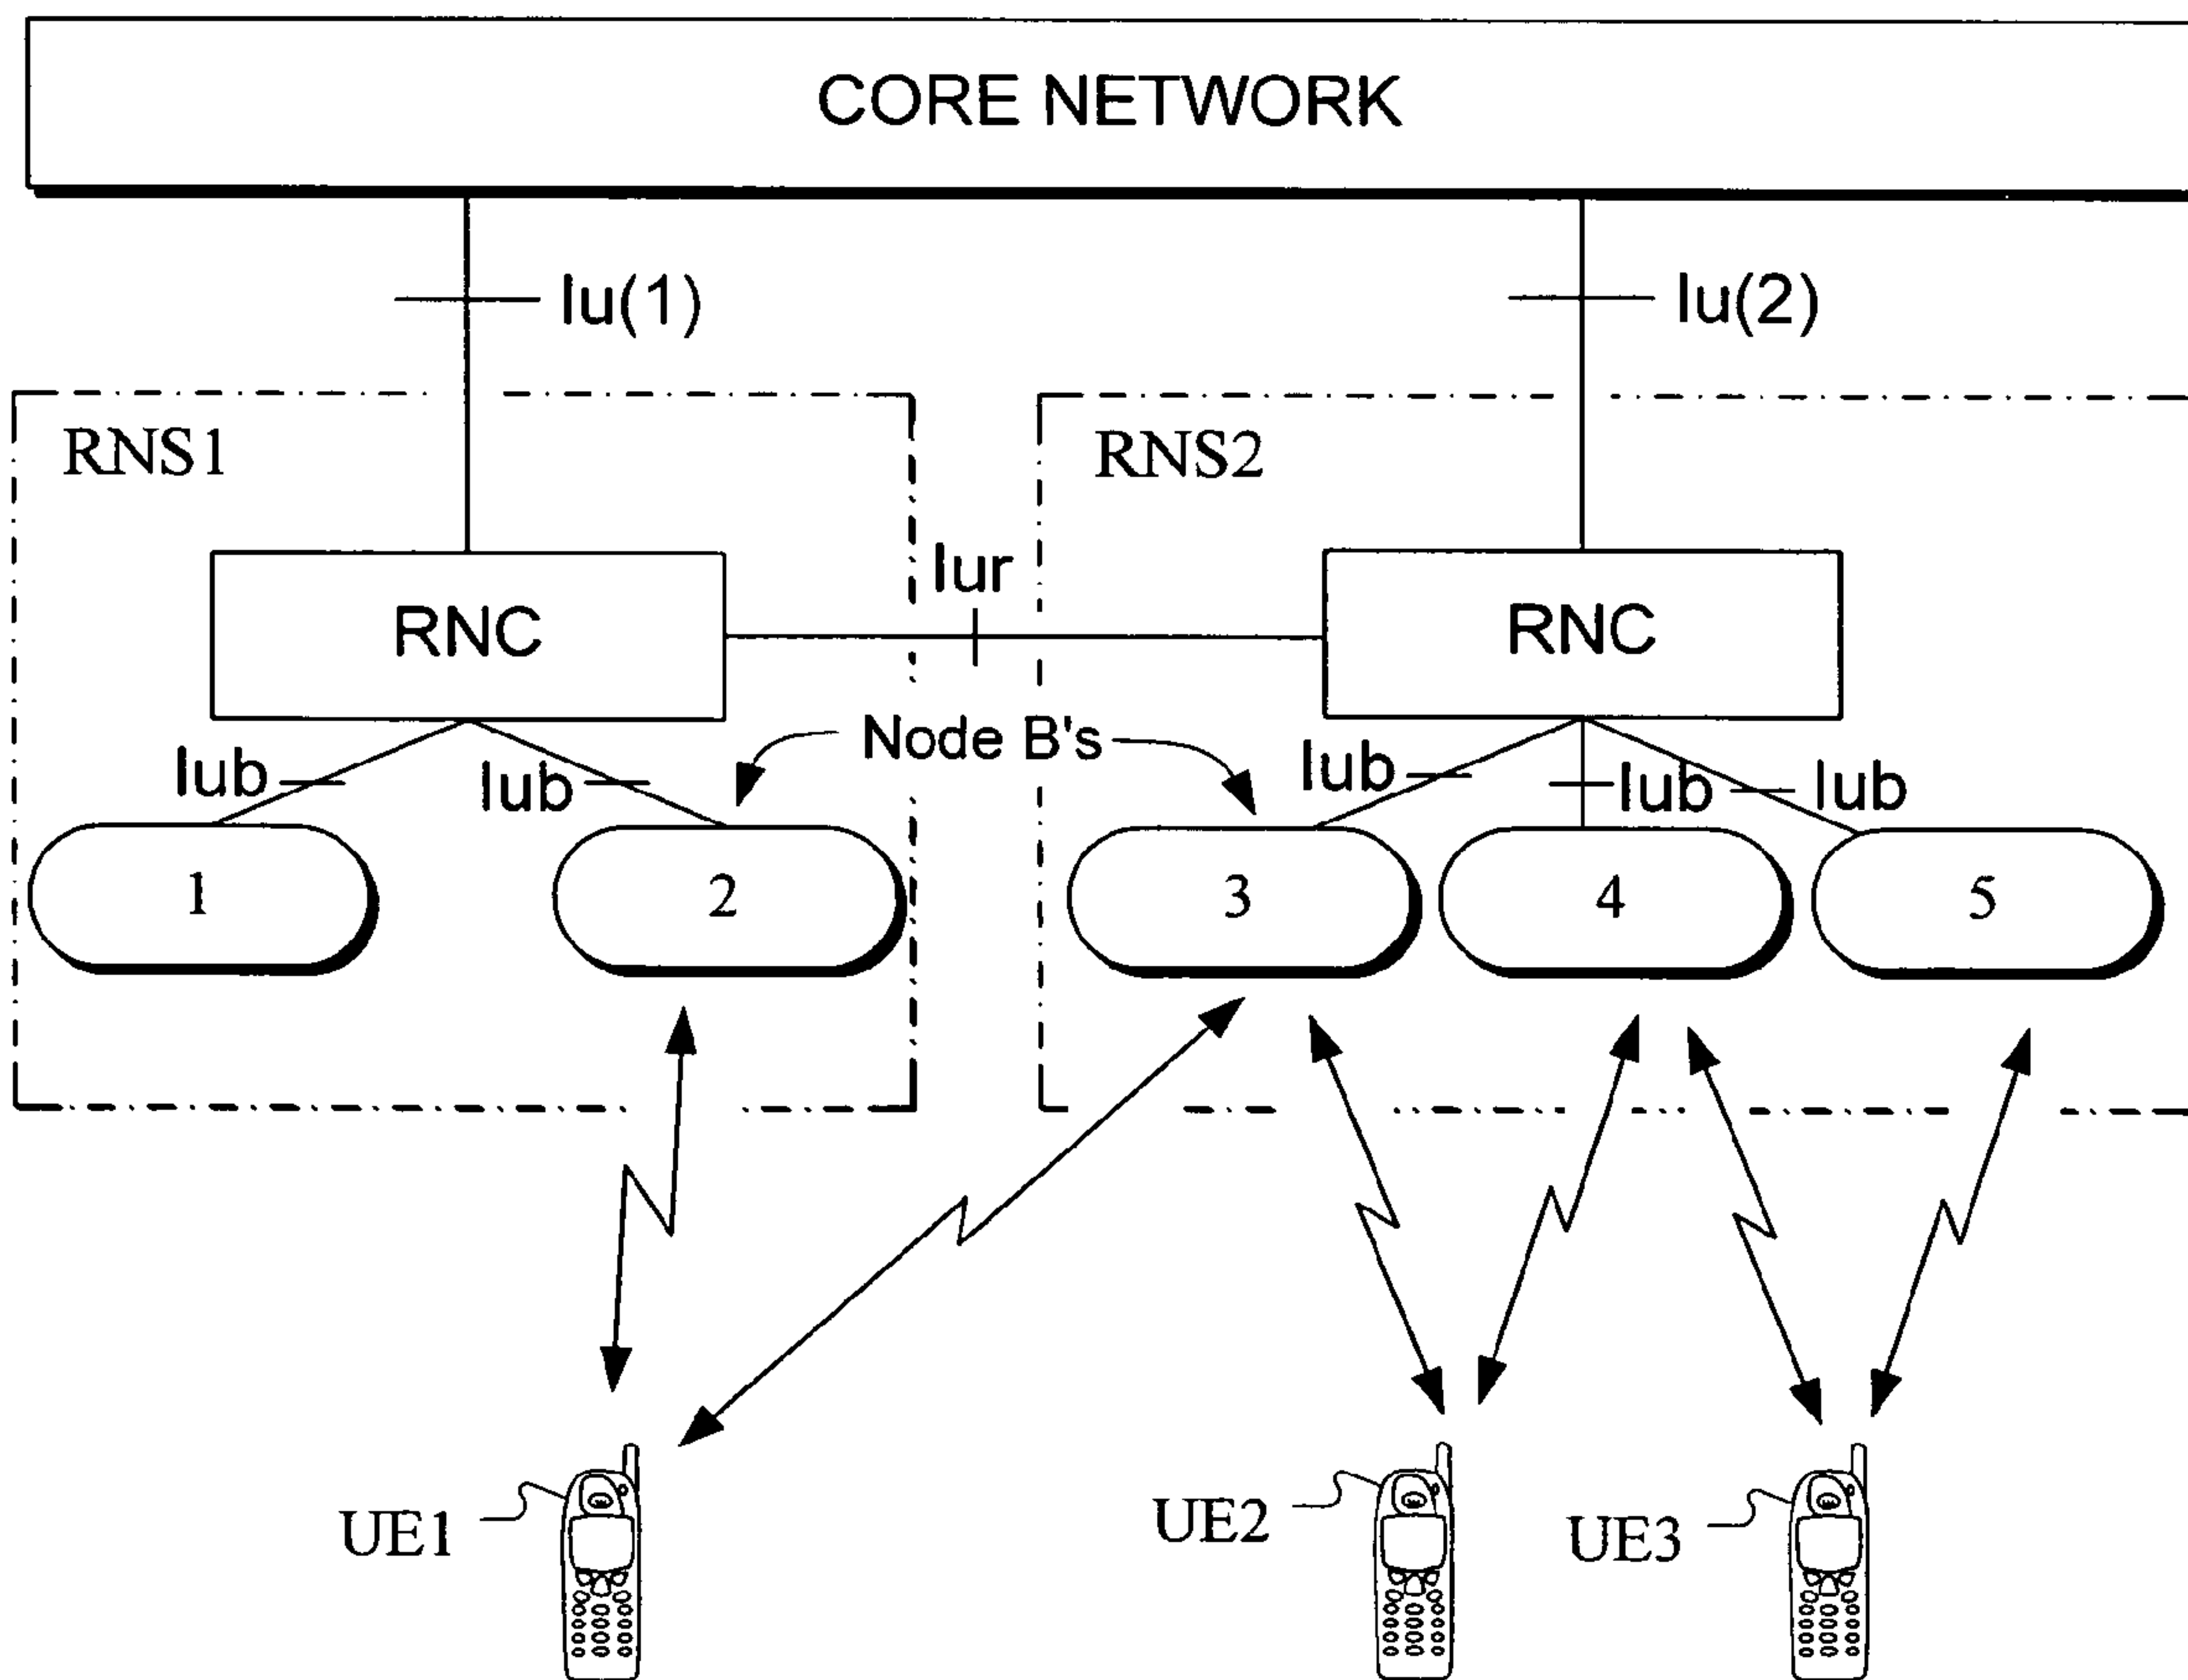 CORE NETWORK
Iu(1)
Iu(2)
RNS1
RNS2
Iur
RNC
RNC
Node B's
Iub
Iub
Iub
Iub
Iub
1
2
3
4
5
UE1
UE2
UE3